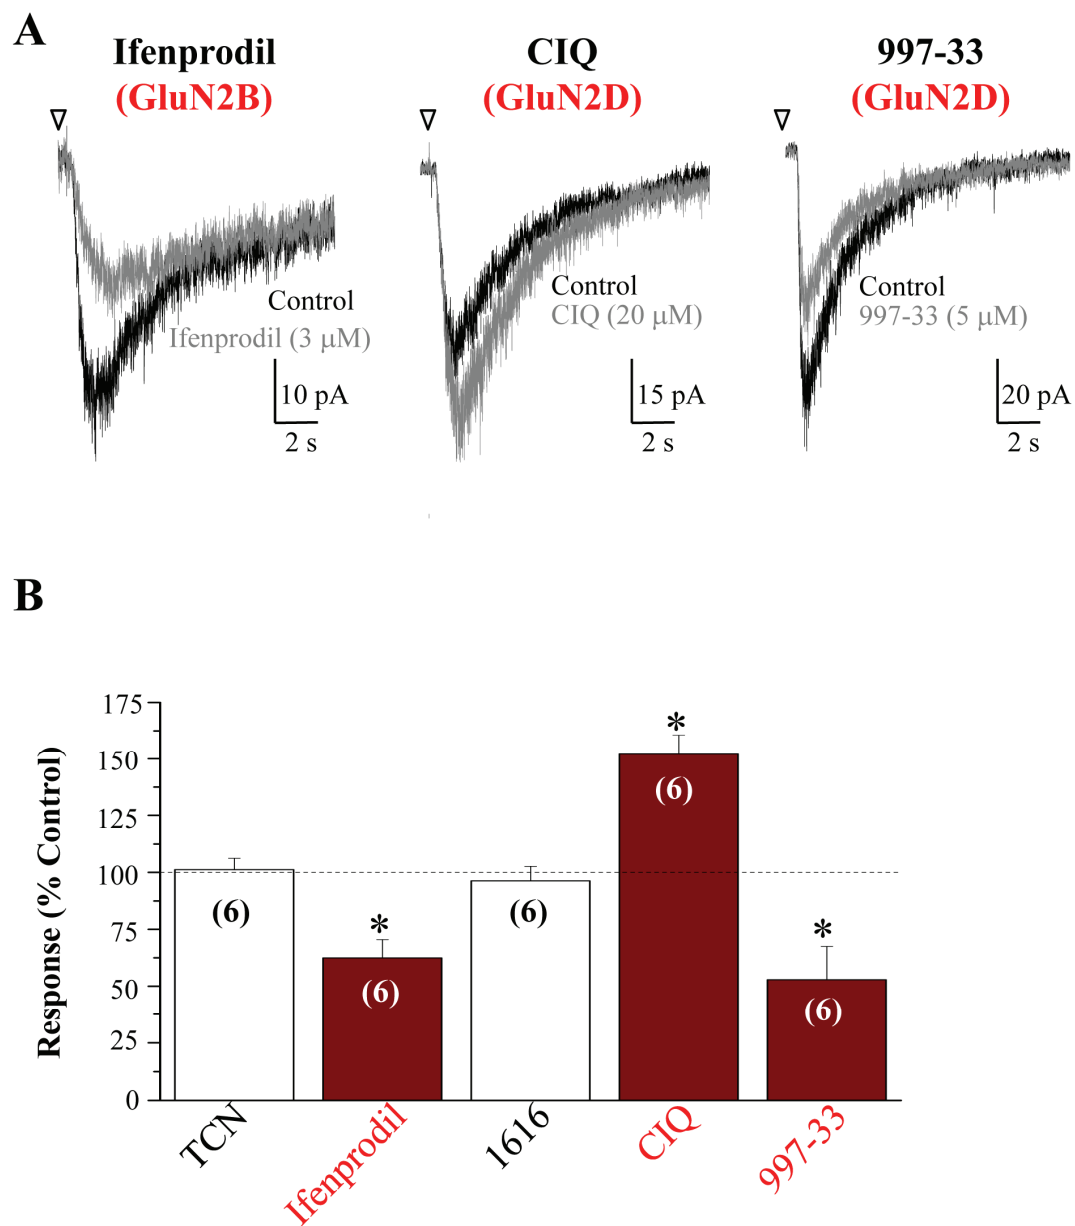 A
Ifenprodil
(GluN2B)
CIQ
(GluN2D)
997-33
(GluN2D)
Control
Ifenprodil (3 μM)
10 pA
2 s
Control
CIQ (20 μM)
15 pA
2 s
Control
997-33 (5 μM)
20 pA
2 s
B
Response (% Control)
175
150
125
100
75
50
25
0
(6)
*
(6)
(6)
*
(6)
*
(6)
TCN
Ifenprodil
1616
CIQ
997-33